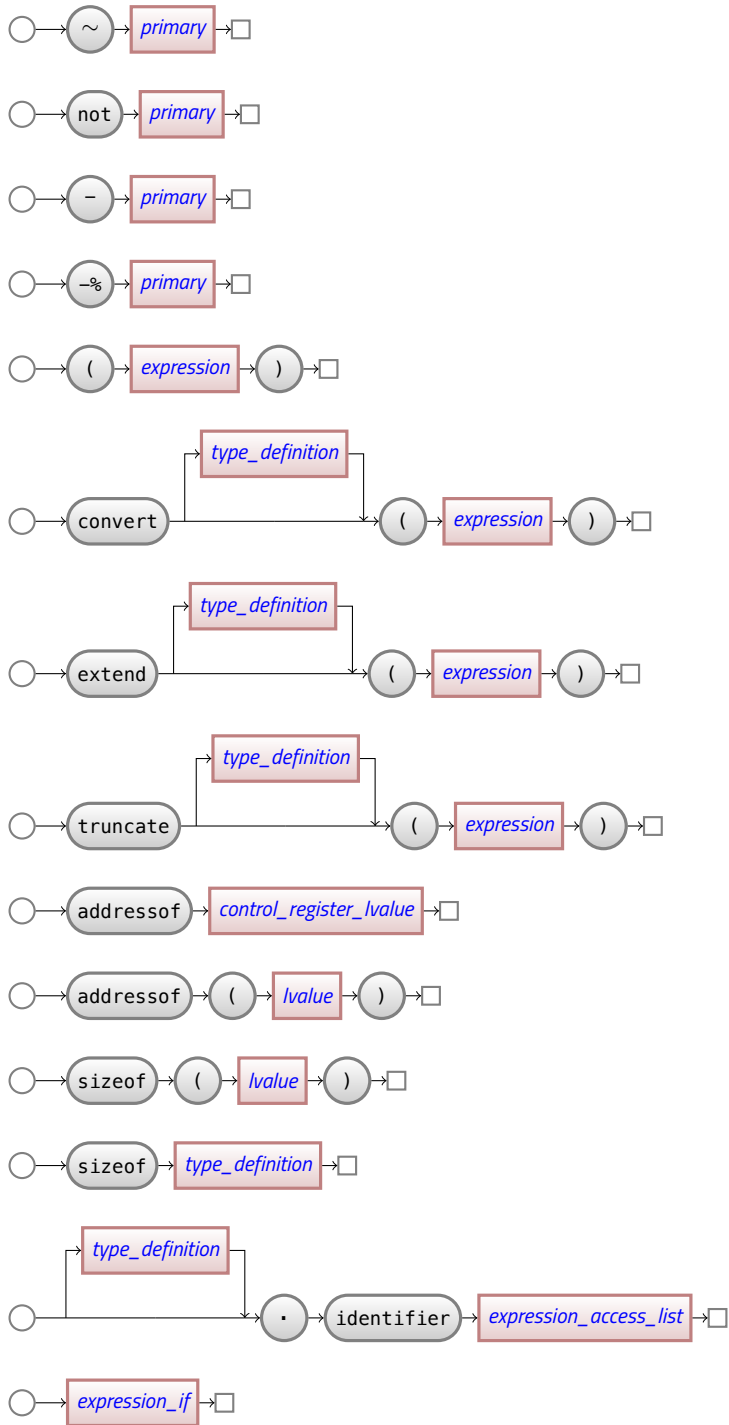 ~ primary
not primary
- primary
-% primary
( expression )
type_definition
convert ( expression )
type_definition
extend ( expression )
type_definition
truncate ( expression )
addressof control_register_lvalue
addressof ( lvalue )
sizeof ( lvalue )
sizeof type_definition
type_definition
. identifier expression_access_list
expression_if